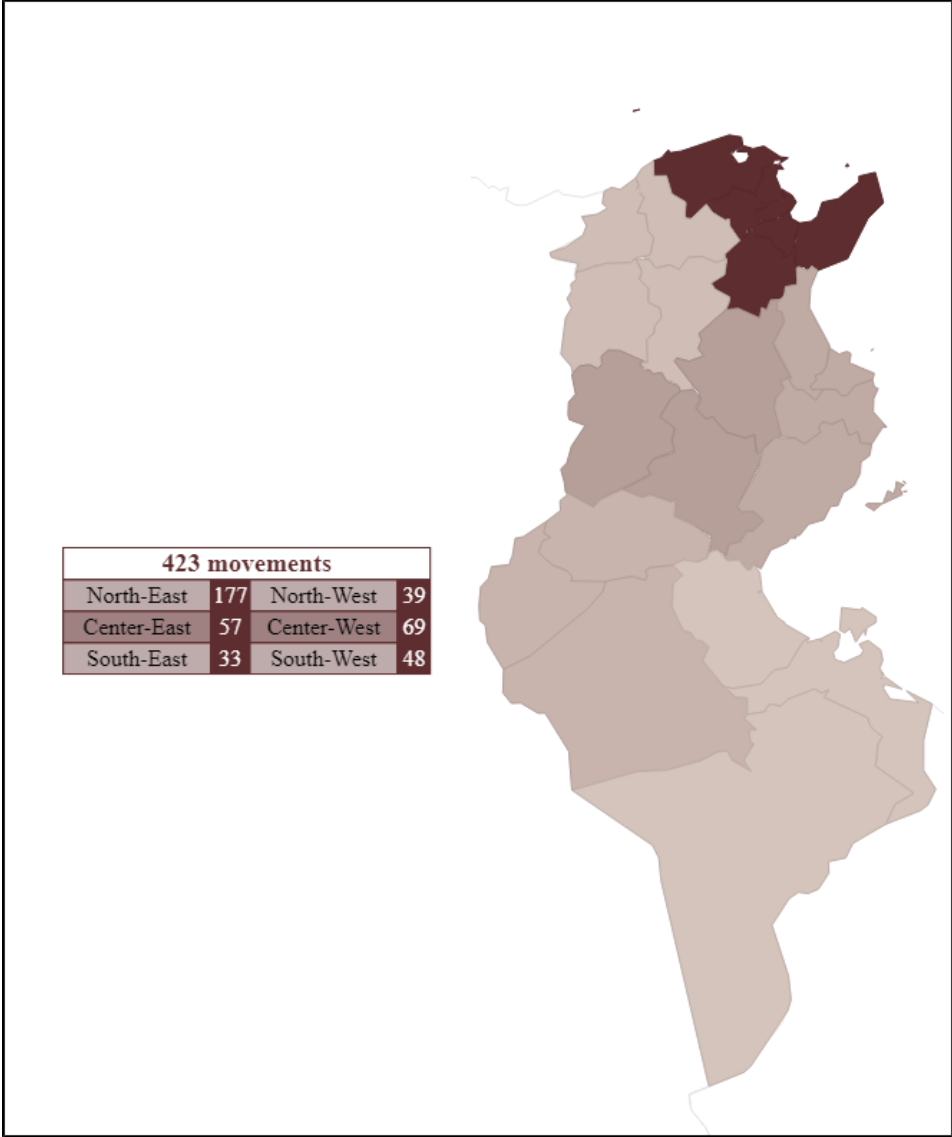 423 movements
North-East 177 North-West 39
Center-East 57 Center-West 69
South-East 33 South-West 48